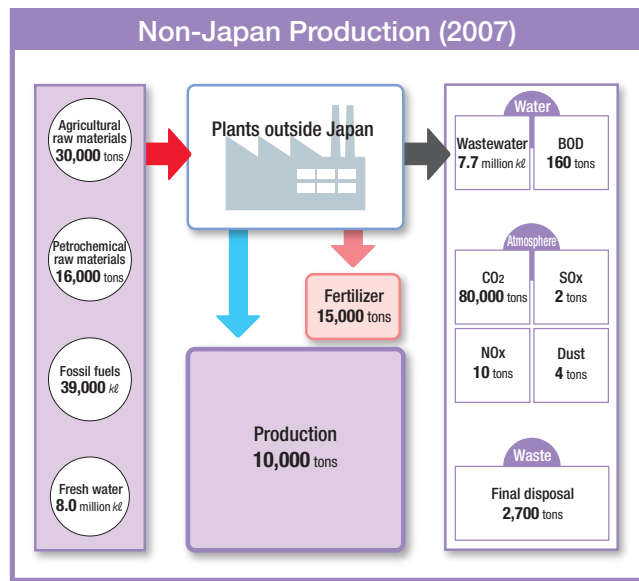 Non-Japan Production (2007)
Agricultural
raw materials
30,000 tons
Petrochemical
raw materials
16,000 tons
Fossil fuels
39,000 kℓ
Fresh water
8.0 million kℓ
Plants outside Japan
Fertilizer
15,000 tons
Production
10,000 tons
Water
Wastewater
7.7 million kℓ
BOD
160 tons
Atmosphere
CO₂
80,000 tons
SOx
2 tons
NOx
10 tons
Dust
4 tons
Waste
Final disposal
2,700 tons